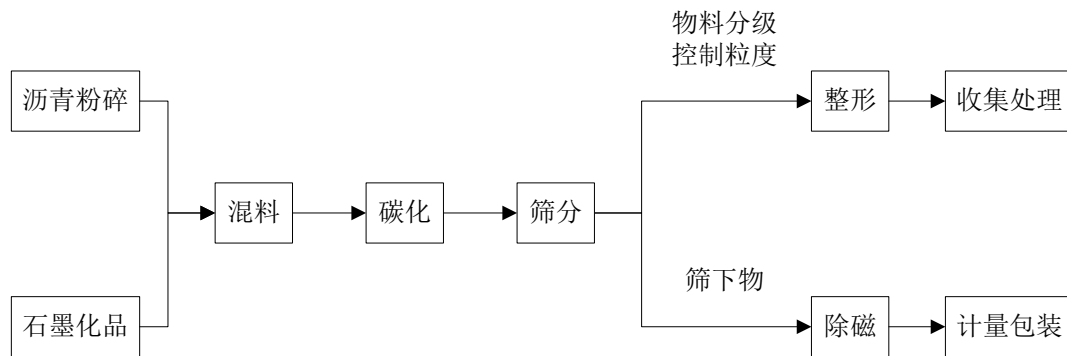 物料分级
控制粒度
沥青粉碎
整形
收集处理
混料
碳化
筛分
筛下物
石墨化品
除磁
计量包装